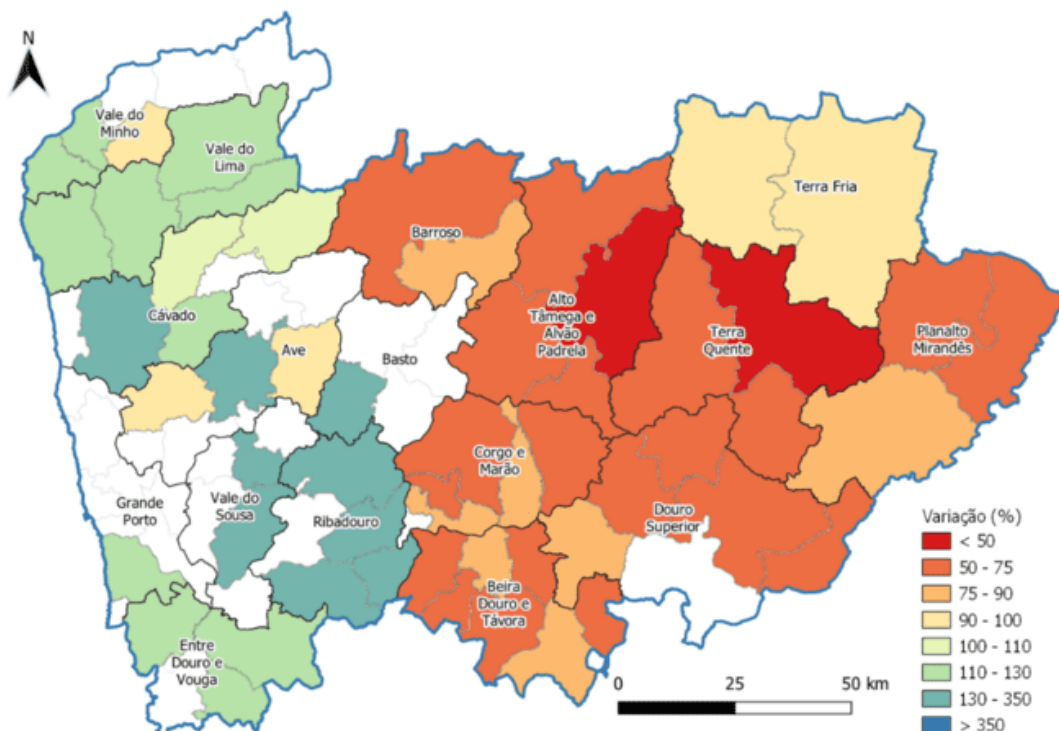 N
Vale do
Minho
Vale do
Lima
Terra Fria
Barroso
Cávado
Alto
Tâmega e
Alvão
Padrela
Terra
Quente
Planalto
Mirandês
Ave
Basto
Corgo e
Marão
Grande
Porto
Vale do
Sousa
Ribadouro
Douro
Superior
Beira
Douro e
Távora
Entre
Douro e
Vouga
0
25
50 km
Variação (%)
< 50
50 - 75
75 - 90
90 - 100
100 - 110
110 - 130
130 - 350
> 350